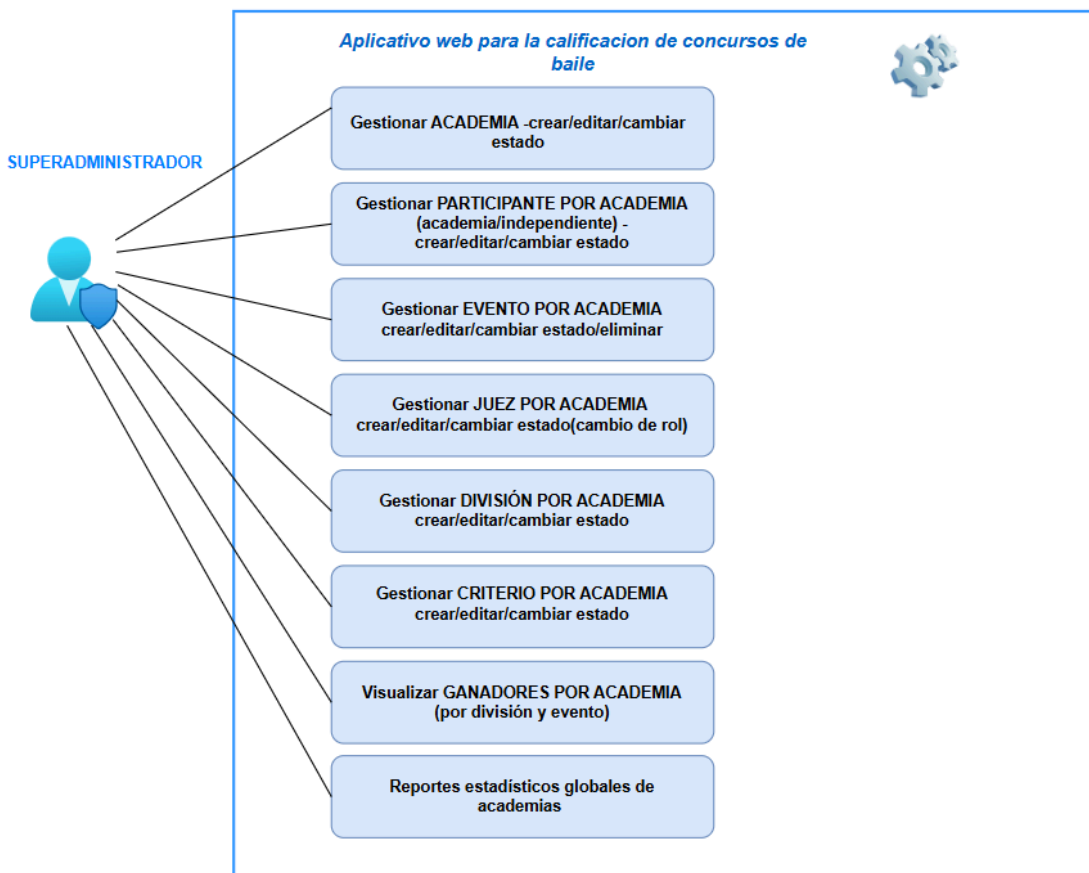 Aplicativo web para la calificacion de concursos de
baile
SUPERADMINISTRADOR
Gestionar ACADEMIA -crear/editar/cambiar
estado
Gestionar PARTICIPANTE POR ACADEMIA
(academia/independiente) -
crear/editar/cambiar estado
Gestionar EVENTO POR ACADEMIA
crear/editar/cambiar estado/eliminar
Gestionar JUEZ POR ACADEMIA
crear/editar/cambiar estado(cambio de rol)
Gestionar DIVISIÓN POR ACADEMIA
crear/editar/cambiar estado
Gestionar CRITERIO POR ACADEMIA
crear/editar/cambiar estado
Visualizar GANADORES POR ACADEMIA
(por división y evento)
Reportes estadísticos globales de
academias